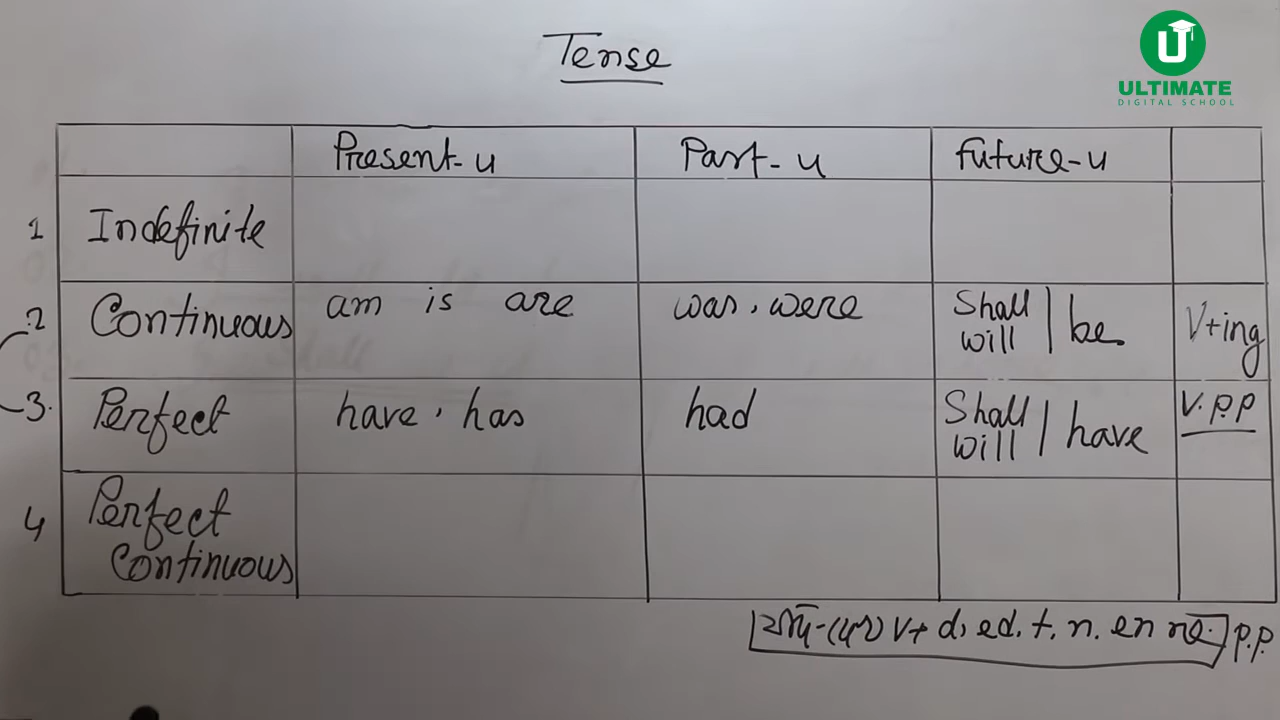 Tense
ULTIMATE
DIGITAL SCHOOL
Present-4 Past-4 Future-4
1 Indefinite
2 Continuous am is are was, were Shall will | be V+ing
3. Perfect have, has had Shall will | have V.P.P
4 Perfect Continuous
V+ d, ed. t. n. en ne. P.P.